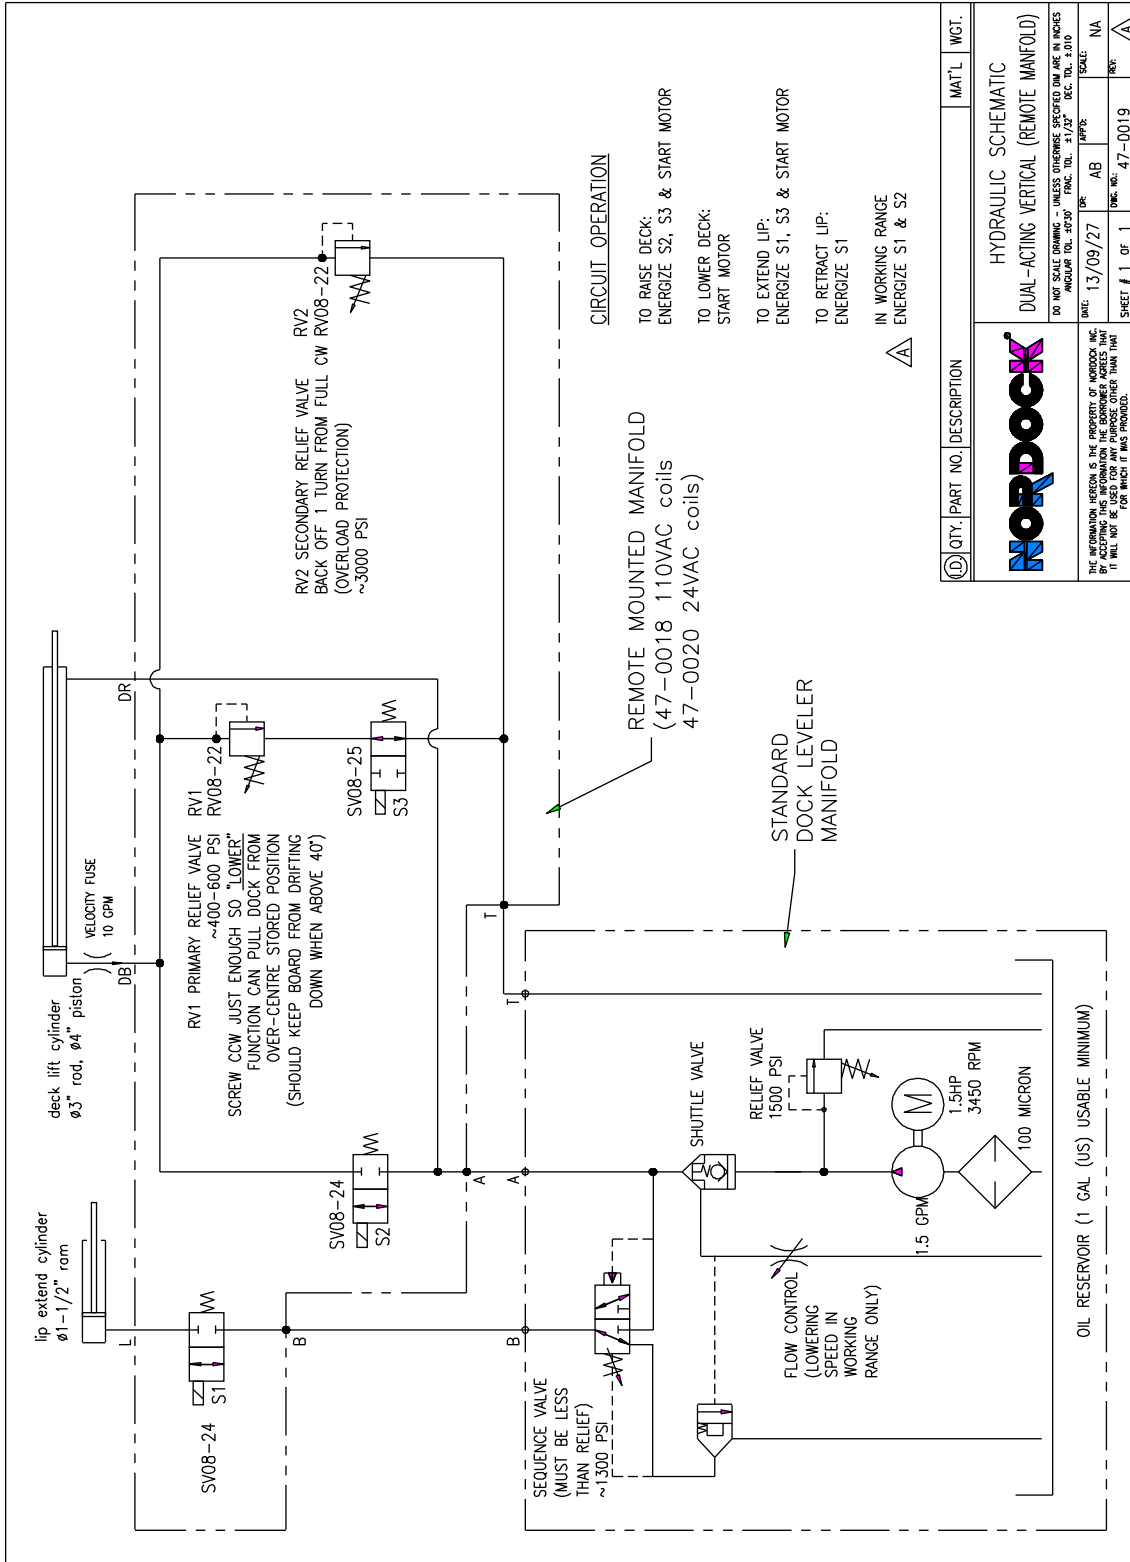 lip extend cylinder
ø1-1/2" ram
deck lift cylinder
ø3" rod, ø4" piston
VELOCITY FUSE
10 GPM
L
DB
DR
SV08-24
S1
B
SV08-24
S2
A
RV1 PRIMARY RELIEF VALVE
~400-600 PSI
SCREW CCW JUST ENOUGH SO "LOWER"
FUNCTION CAN PULL DOCK FROM
OVER-CENTRE STORED POSITION
(SHOULD KEEP BOARD FROM DRIFTING
DOWN WHEN ABOVE 40°)
RV1
RV08-22
SV08-25
S3
T
RV2 SECONDARY RELIEF VALVE
BACK OFF 1 TURN FROM FULL CW
(OVERLOAD PROTECTION)
~3000 PSI
RV2
RV08-22
REMOTE MOUNTED MANIFOLD
(47-0018 110VAC coils
47-0020 24VAC coils)
STANDARD
DOCK LEVELER
MANIFOLD
B
A
T
SEQUENCE VALVE
(MUST BE LESS
THAN RELIEF)
~1300 PSI
T
SHUTTLE VALVE
RELIEF VALVE
1500 PSI
FLOW CONTROL
(LOWERING
SPEED IN
WORKING
RANGE ONLY)
1.5 GPM
M
1.5HP
3450 RPM
100 MICRON
OIL RESERVOIR (1 GAL (US) USABLE MINIMUM)
CIRCUIT OPERATION
TO RAISE DECK:
ENERGIZE S2, S3 & START MOTOR
TO LOWER DECK:
START MOTOR
TO EXTEND LIP:
ENERGIZE S1, S3 & START MOTOR
TO RETRACT LIP:
ENERGIZE S1
IN WORKING RANGE
ENERGIZE S1 & S2
A
I.D. QTY. PART NO. DESCRIPTION MAT'L WGT.
NORDOCK
HYDRAULIC SCHEMATIC
DUAL-ACTING VERTICAL (REMOTE MANFOLD)
DO NOT SCALE DRAWING - UNLESS OTHERWISE SPECIFIED DIM ARE IN INCHES
ANGULAR TOL. ±0°30' FRAC. TOL. ±1/32" DEC. TOL. ±.010
DATE: 13/09/27 DR: AB APP'D: SCALE: NA
SHEET # 1 OF 1 DWG. NO.: 47-0019 REV: A
THE INFORMATION HEREON IS THE PROPERTY OF NORDOCK INC.
BY ACCEPTING THIS INFORMATION THE BORROWER AGREES THAT
IT WILL NOT BE USED FOR ANY PURPOSE OTHER THAN THAT
FOR WHICH IT WAS PROVIDED.